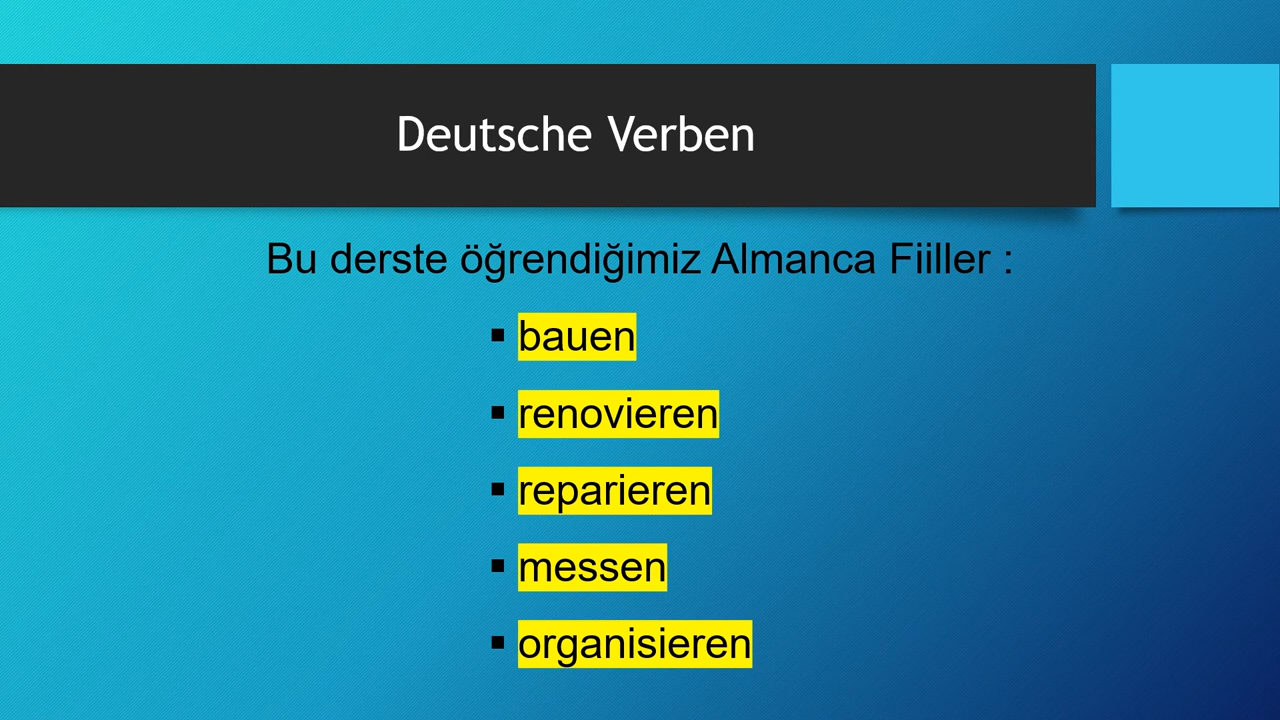 Deutsche Verben
Bu derste öğrendiğimiz Almanca Fiiller :
▪ bauen
▪ renovieren
▪ reparieren
▪ messen
▪ organisieren